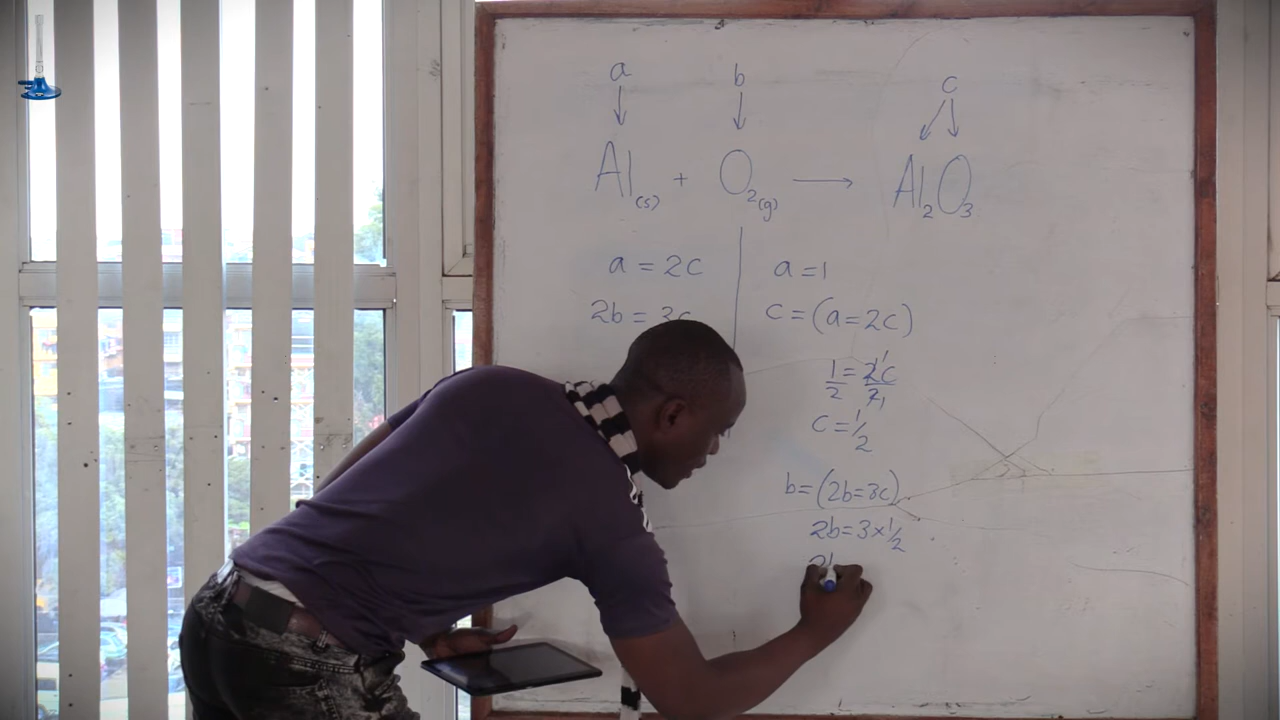 a b c
Al(s) + O2(g) → Al2O3
a = 2c
2b = 3c
a = 1
c = (a=2c)
1/2 = 2c/2
c = 1/2
b = (2b=3c)
2b = 3×1/2
2b